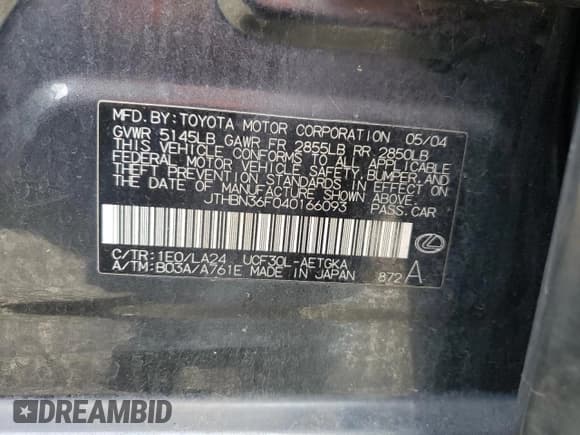 MFD.BY:TOYOTA MOTOR CORPORATION 05/04
GVWR 5145LB GAWR FR 2855LB RR 2850LB
THIS VEHICLE CONFORMS TO ALL APPLICABLE
FEDERAL MOTOR VEHICLE SAFETY, BUMPER, AND
THEFT PREVENTION STANDARDS IN EFFECT ON
THE DATE OF MANUFACTURE SHOWN ABOVE.
JTHBN36F040166093 PASS.CAR
C/TR:1E0/LA24 UCF30L-AETGKA
A/TM:B03A/A761E MADE IN JAPAN 872 A
DREAMBID